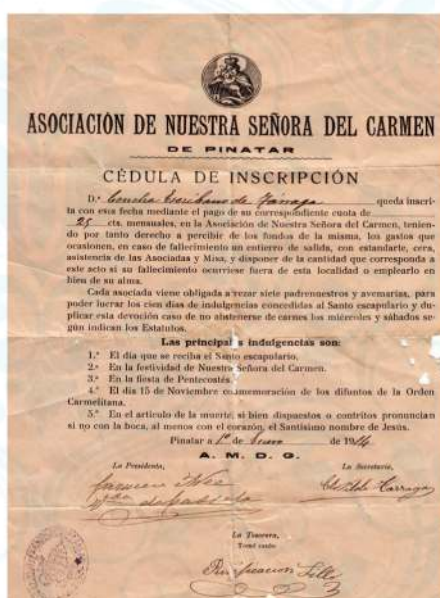 ASOCIACIÓN DE NUESTRA SEÑORA DEL CARMEN
DE PINATAR
CÉDULA DE INSCRIPCIÓN
D.ª Concha Escribano de Tárraga queda inscri-
ta con esta fecha mediante el pago de su correspondiente cuota de
25 cts. mensuales, en la Asociación de Nuestra Señora del Carmen, tenien-
do por tanto derecho a percibir de los fondos de la misma, los gastos que
ocasionen, en caso de fallecimiento un entierro de salida, con estandarte, cera,
asistencia de las Asociadas y Misa, y disponer de la cantidad que corresponda a
este acto si su fallecimiento ocurriese fuera de esta localidad o emplearlo en
bien de su alma.
Cada asociada viene obligada a rezar siete padrenuestros y avemarías, para
poder lucrar los cien días de indulgencias concedidas al Santo escapulario y du-
plicar esta devoción caso de no abstenerse de carnes los miércoles y sábados se-
gún indican los Estatutos.
Las principales indulgencias son:
1.ª El día que se reciba el Santo escapulario.
2.ª En la festividad de Nuestra Señora del Carmen.
3.ª En la fiesta de Pentecostés.
4.ª El día 15 de Noviembre conmemoración de los difuntos de la Orden
Carmelitana.
5.ª En el artículo de la muerte, si bien dispuestos o contritos pronuncian
si no con la boca, al menos con el corazón, el Santísimo nombre de Jesús.
Pinatar a 1º de Enero de 1916
A. M. D. G.
La Presidenta,
La Secretaria,
Carmen
Clotilde Tárraga
La Tesorera,
Tomé razón
Purificacion Sillo